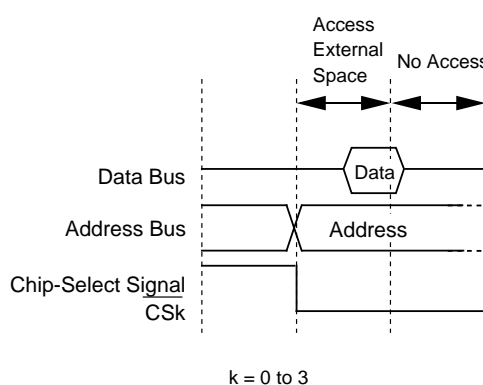 Access
External
Space
No Access
Data Bus
Data
Address Bus
Address
Chip-Select Signal
CSk
k = 0 to 3